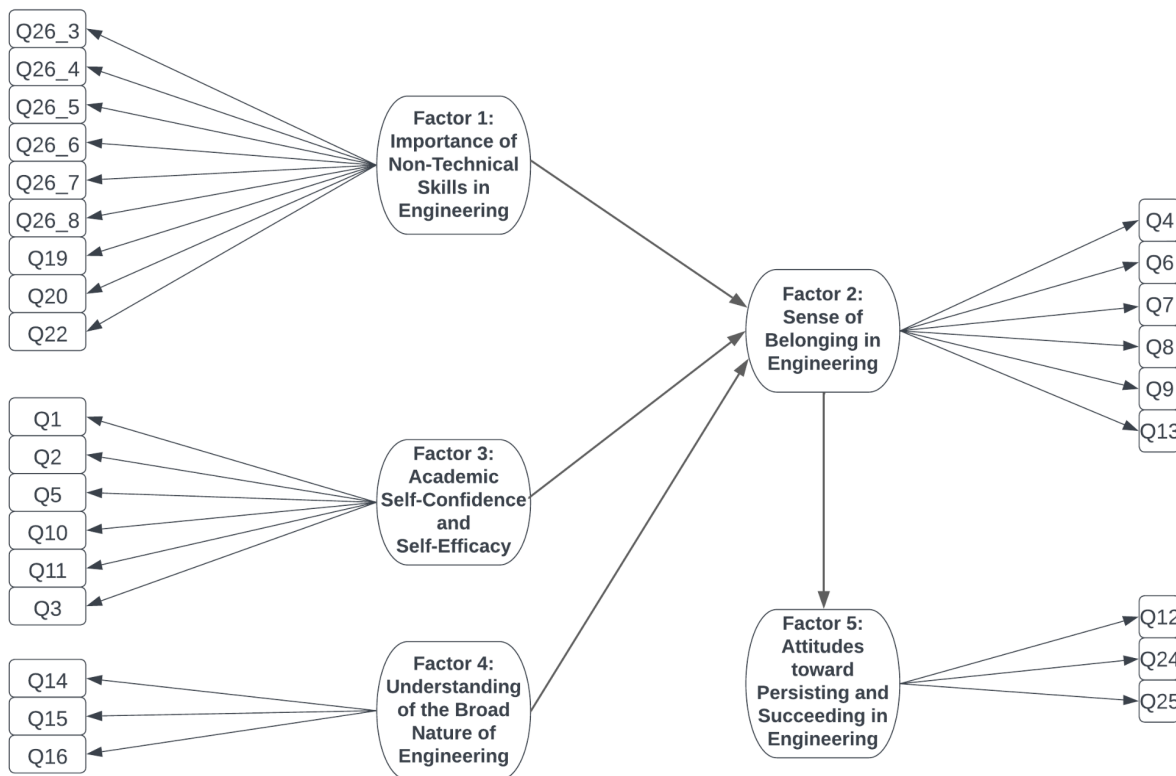 Q26_3
Q26_4
Q26_5
Q26_6
Q26_7
Q26_8
Q19
Q20
Q22
Factor 1:
Importance of
Non-Technical
Skills in
Engineering
Q1
Q2
Q5
Q10
Q11
Q3
Factor 3:
Academic
Self-Confidence
and
Self-Efficacy
Q14
Q15
Q16
Factor 4:
Understanding
of the Broad
Nature of
Engineering
Factor 2:
Sense of
Belonging in
Engineering
Q4
Q6
Q7
Q8
Q9
Q13
Factor 5:
Attitudes
toward
Persisting and
Succeeding in
Engineering
Q12
Q24
Q25